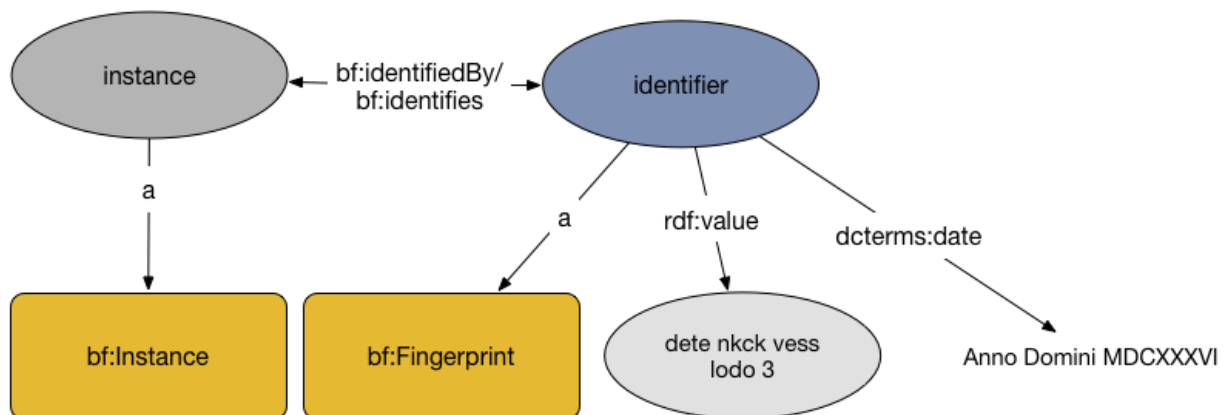 instance
bf:identifiedBy/
bf:identifies
identifier
a
a
rdf:value
dcterms:date
bf:Instance
bf:Fingerprint
dete nkck vess
lodo 3
Anno Domini MDCXXXVI